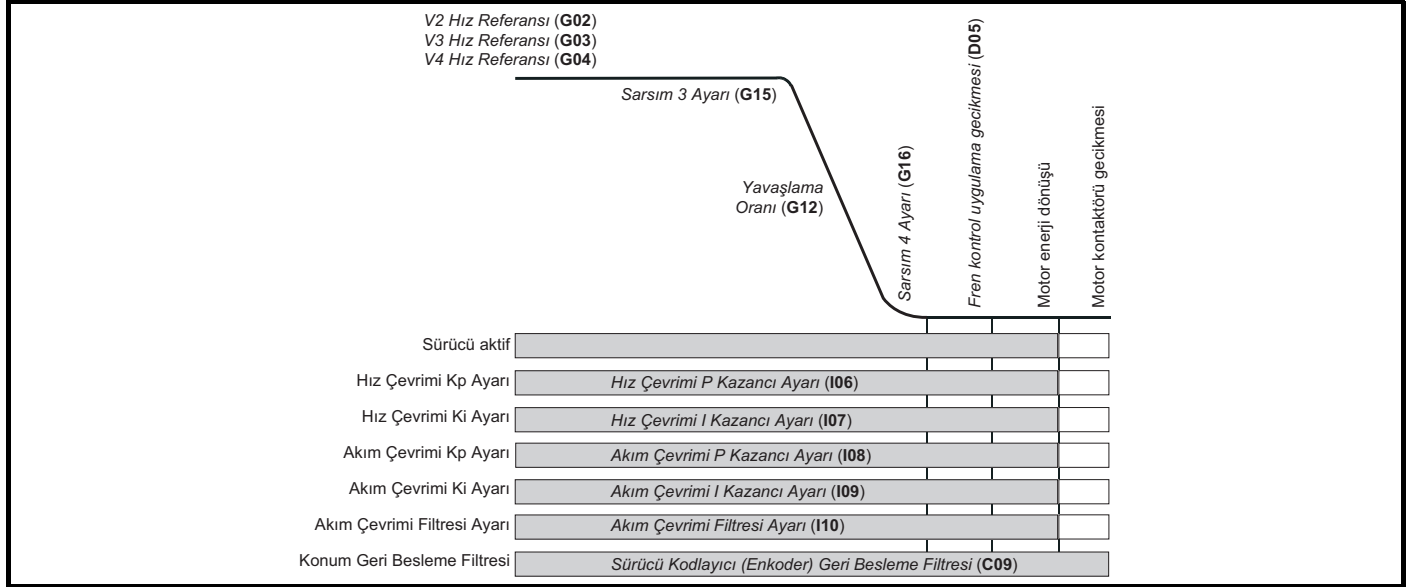 V2 Hız Referansı (G02)
V3 Hız Referansı (G03)
V4 Hız Referansı (G04)
Sarsım 3 Ayarı (G15)
Yavaşlama
Oranı (G12)
Sarsım 4 Ayarı (G16)
Fren kontrol uygulama gecikmesi (D05)
Motor enerji dönüşü
Motor kontaktörü gecikmesi
Sürücü aktif
Hız Çevrimi Kp Ayarı
Hız Çevrimi P Kazancı Ayarı (I06)
Hız Çevrimi Ki Ayarı
Hız Çevrimi I Kazancı Ayarı (I07)
Akım Çevrimi Kp Ayarı
Akım Çevrimi P Kazancı Ayarı (I08)
Akım Çevrimi Ki Ayarı
Akım Çevrimi I Kazancı Ayarı (I09)
Akım Çevrimi Filtresi Ayarı
Akım Çevrimi Filtresi Ayarı (I10)
Konum Geri Besleme Filtresi
Sürücü Kodlayıcı (Enkoder) Geri Besleme Filtresi (C09)